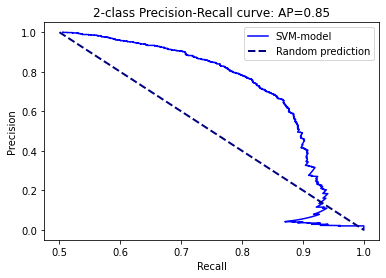 2-class Precision-Recall curve: AP=0.85
SVM-model
Random prediction
Precision
1.0
0.8
0.6
0.4
0.2
0.0
0.5 0.6 0.7 0.8 0.9 1.0
Recall